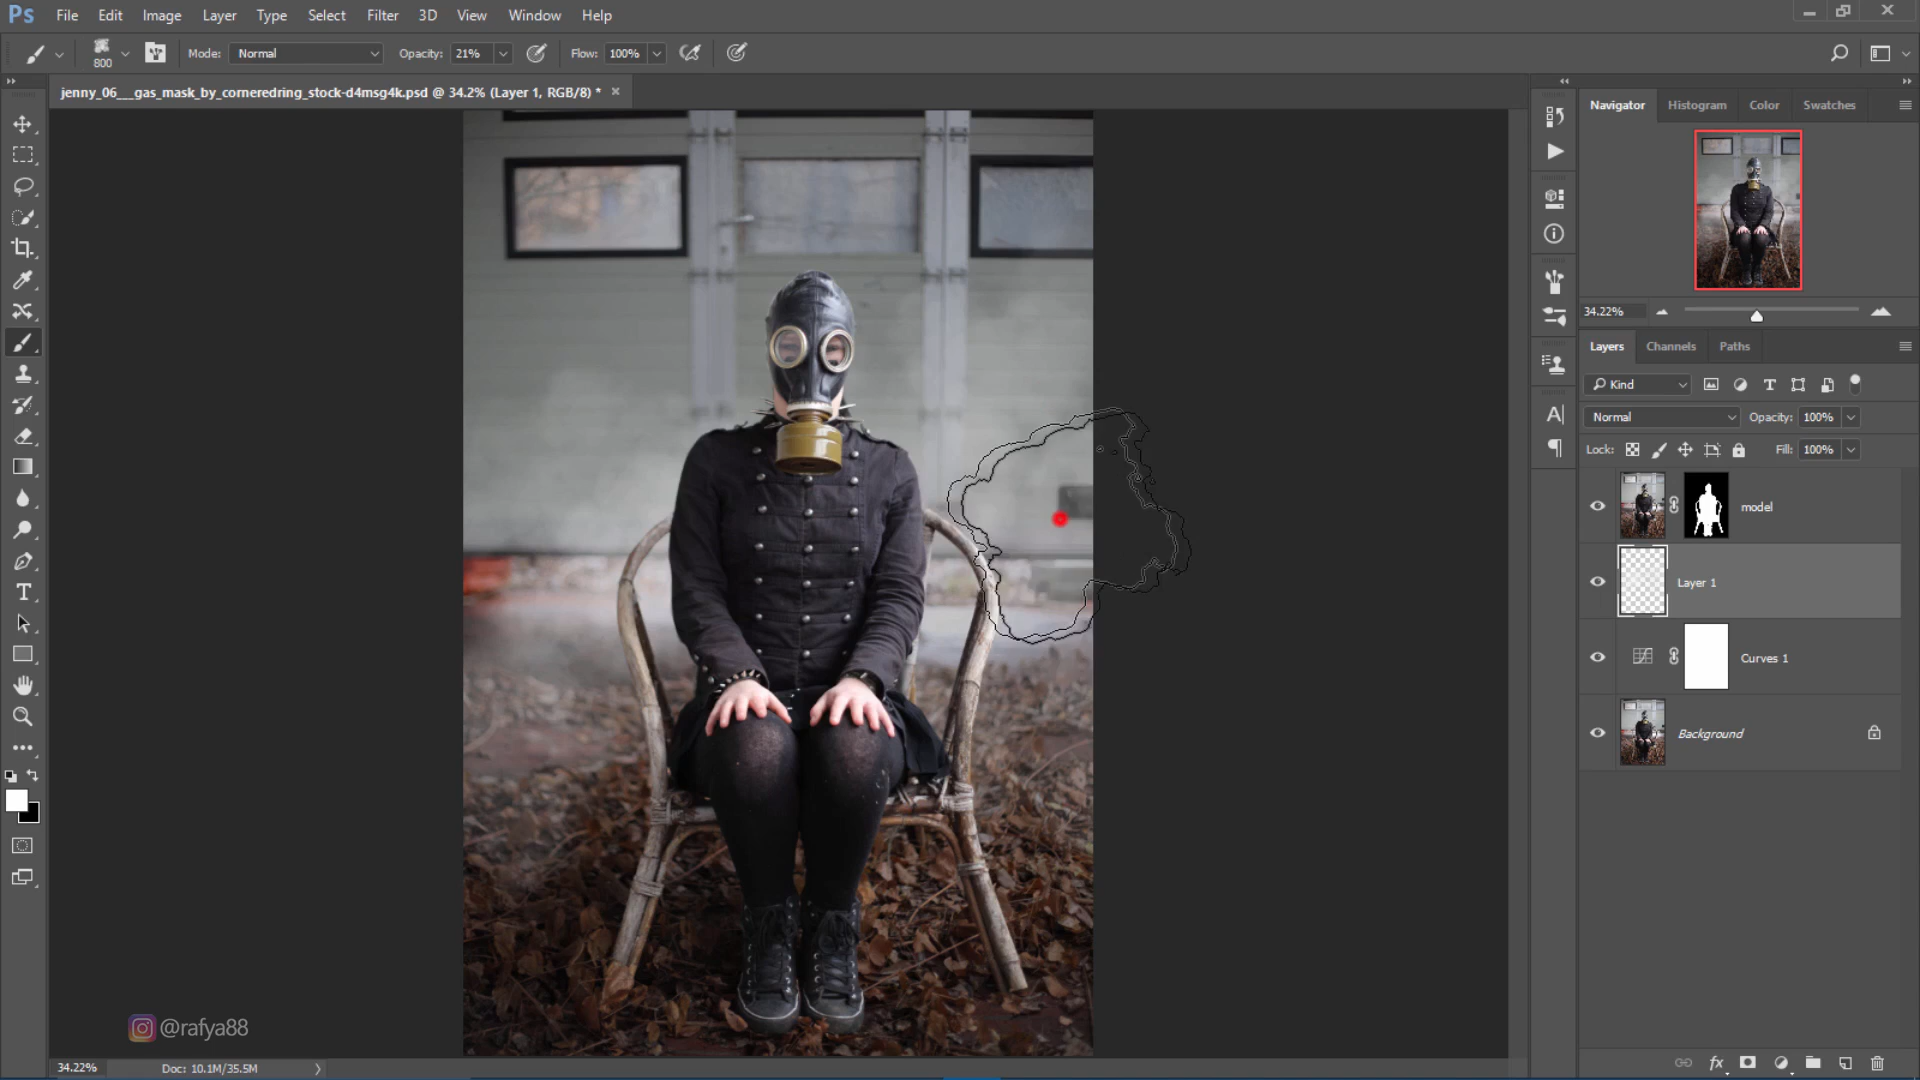 Ps File Edit Image Layer Type Select Filter 3D View Window Help
800 Mode: Normal Opacity: 21% Flow: 100%
jenny_06___gas_mask_by_corneredring_stock-d4msg4k.psd @ 34.2% (Layer 1, RGB/8) * ×
Navigator Histogram Color Swatches
34.22%
Layers Channels Paths
Kind
Normal Opacity: 100%
Lock: Fill: 100%
model
Layer 1
Curves 1
Background
fx
@rafya88
34.22% Doc: 10.1M/35.5M